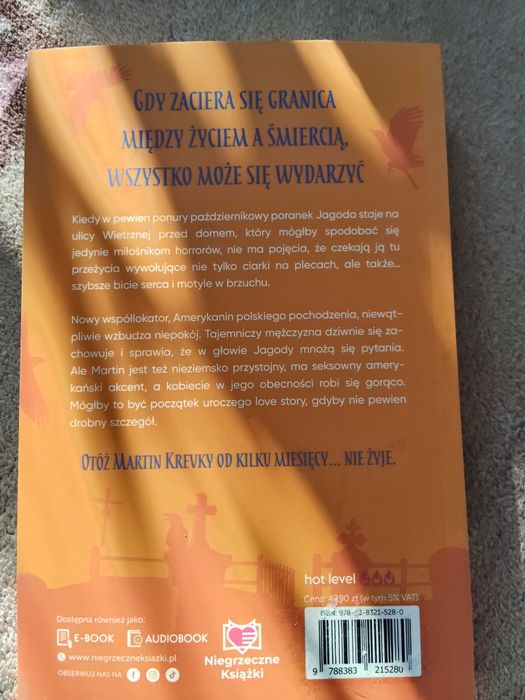 GDY ZACIERA SIĘ GRANICA
MIĘDZY ŻYCIEM A ŚMIERCIĄ,
WSZYSTKO MOŻE SIĘ WYDARZYĆ
Kiedy w pewien ponury październikowy poranek Jagoda staje na
ulicy Wietrznej przed domem, który mógłby spodobać się
jedynie miłośnikom horrorów, nie ma pojęcia, że czekają ją tu
przeżycia wywołujące nie tylko ciarki na plecach, ale także...
szybsze bicie serca i motyle w brzuchu.
Nowy współlokator, Amerykanin polskiego pochodzenia, niewąt-
pliwie wzbudza niepokój. Tajemniczy mężczyzna dziwnie się za-
chowuje i sprawia, że w głowie Jagody mnożą się pytania.
Ale Martin jest też nieziemsko przystojny, ma seksowny amery-
kański akcent, a kobiecie w jego obecności robi się gorąco.
Mógłby to być początek uroczego love story, gdyby nie pewien
drobny szczegół.
OTÓŻ MARTIN KREVKY OD KILKU MIESIĘCY... NIE ŻYJE.
hot level
Cena: 47,90 zł (w tym 5% VAT)
ISBN 978-83-8321-528-0
9 788383 215280
Dostępna również jako:
E-BOOK AUDIOBOOK
www.niegrzeczneksiazki.pl
OBSERWUJ NAS NA
Niegrzeczne
Książki